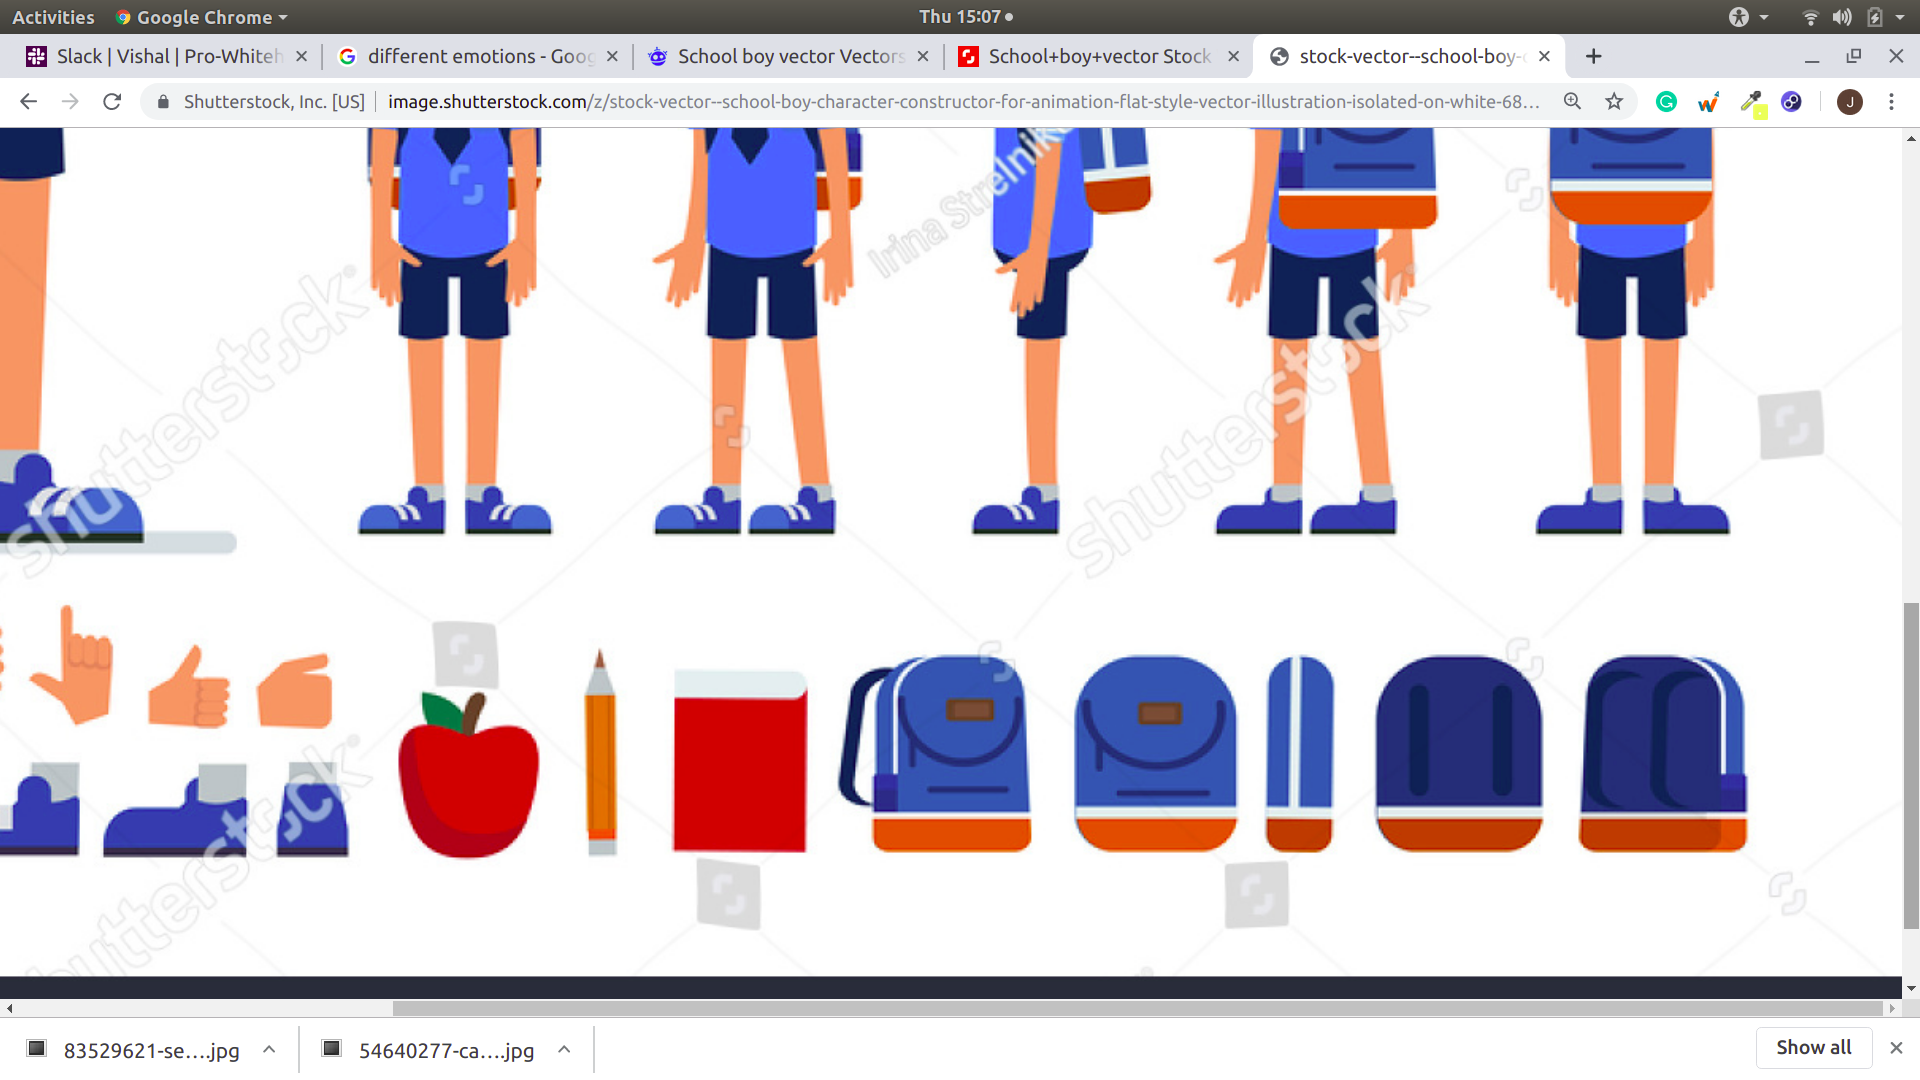 Activities Google Chrome Thu 15:07
Slack | Vishal | Pro-Whiteh different emotions - Goog School boy vector Vectors School+boy+vector Stock stock-vector--school-boy-c
Shutterstock, Inc. [US] image.shutterstock.com/z/stock-vector--school-boy-character-constructor-for-animation-flat-style-vector-illustration-isolated-on-white-68... J
Irina Strelnik
shutterstock
shutterstock
shutterstock
83529621-se....jpg 54640277-ca....jpg Show all